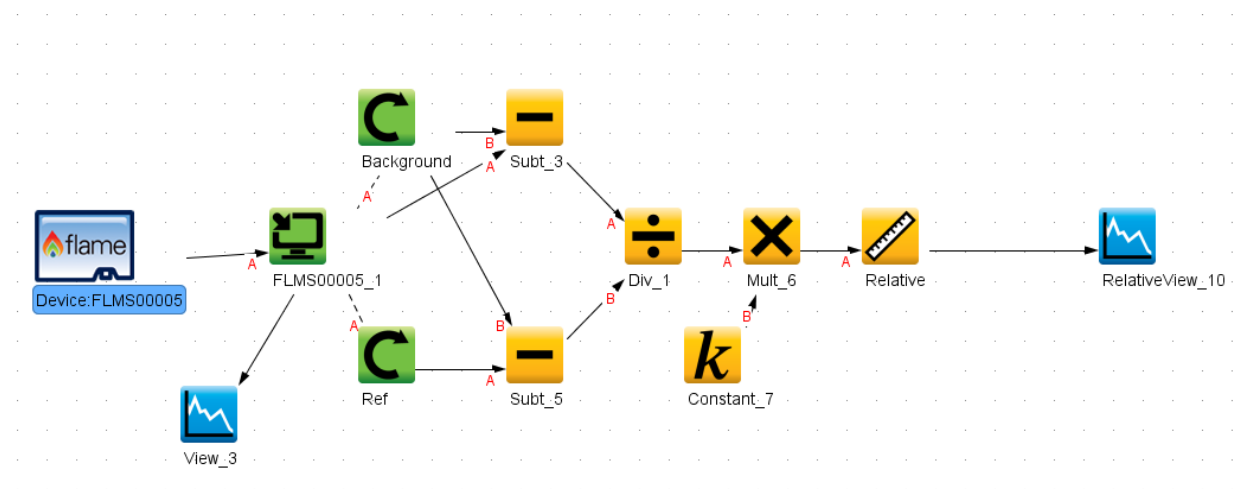 Background
B
Subt_3
A
A
flame
Device:FLMS00005
A
FLMS00005_1
A
Div_1
A
Mult_6
A
Relative
RelativeView_10
A
B
B
B
Ref
A
Subt_5
k
Constant_7
View_3